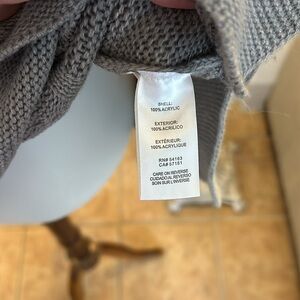 SHELL:
100% ACRYLIC
EXTERIOR:
100% ACRILICO
EXTÉRIEUR:
100% ACRYLIQUE
RN# 54163
CA# 57151
CARE ON REVERSE
CUIDADO AL REVERSO
SOIN SUR L'INVERSE